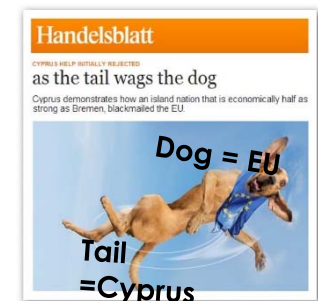 Handelsblatt
CYPRUS HELP INITIALLY REJECTED
as the tail wags the dog
Cyprus demonstrates how an island nation that is economically half as
strong as Bremen, blackmailed the EU.
Dog = EU
Tail
=Cyprus